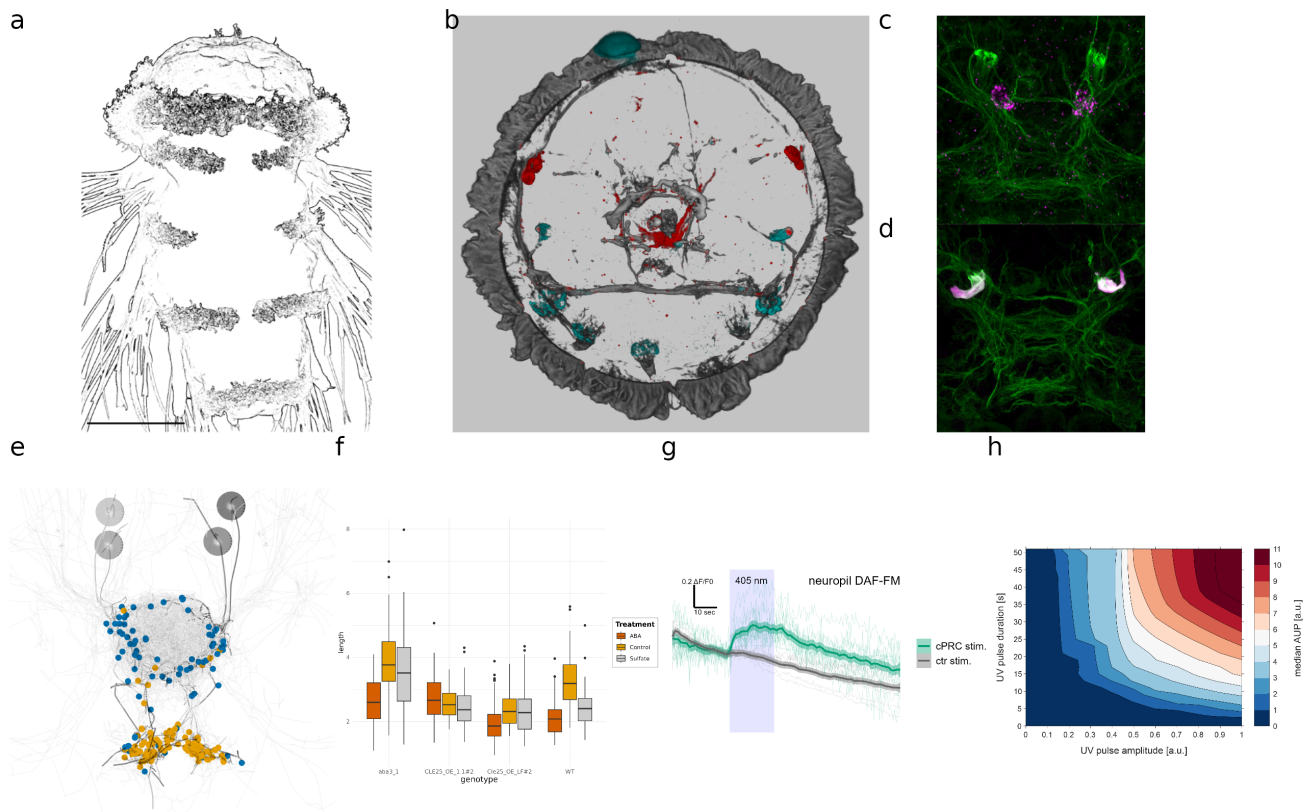 a
b
c
d
e
f
g
h
8
6
4
2
length
aba3_1
CLE25_OE_1.1#2
Cle25_OE_LF#2
WT
genotype
Treatment
ABA
Control
Sulfate
0.2 ΔF/F0
10 sec
405 nm
neuropil DAF-FM
cPRC stim.
ctr stim.
50
45
40
35
30
25
20
15
10
5
0
UV pulse duration [s]
0 0.1 0.2 0.3 0.4 0.5 0.6 0.7 0.8 0.9 1
UV pulse amplitude [a.u.]
11
10
9
8
7
6
5
4
3
2
1
0
median AUP [a.u.]